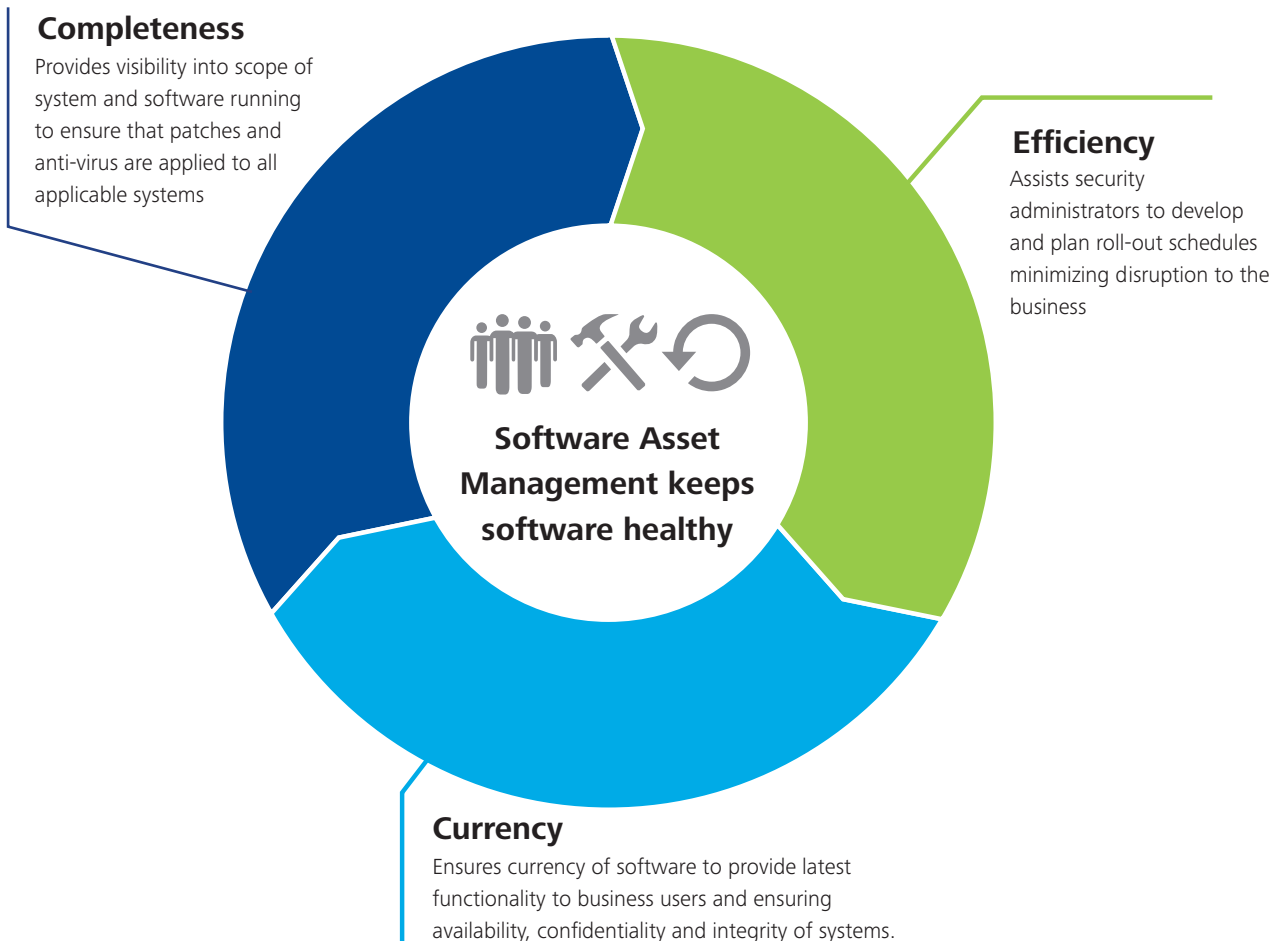 Completeness
Provides visibility into scope of
system and software running
to ensure that patches and
anti-virus are applied to all
applicable systems
Efficiency
Assists security
administrators to develop
and plan roll-out schedules
minimizing disruption to the
business
Software Asset
Management keeps
software healthy
Currency
Ensures currency of software to provide latest
functionality to business users and ensuring
availability, confidentiality and integrity of systems.